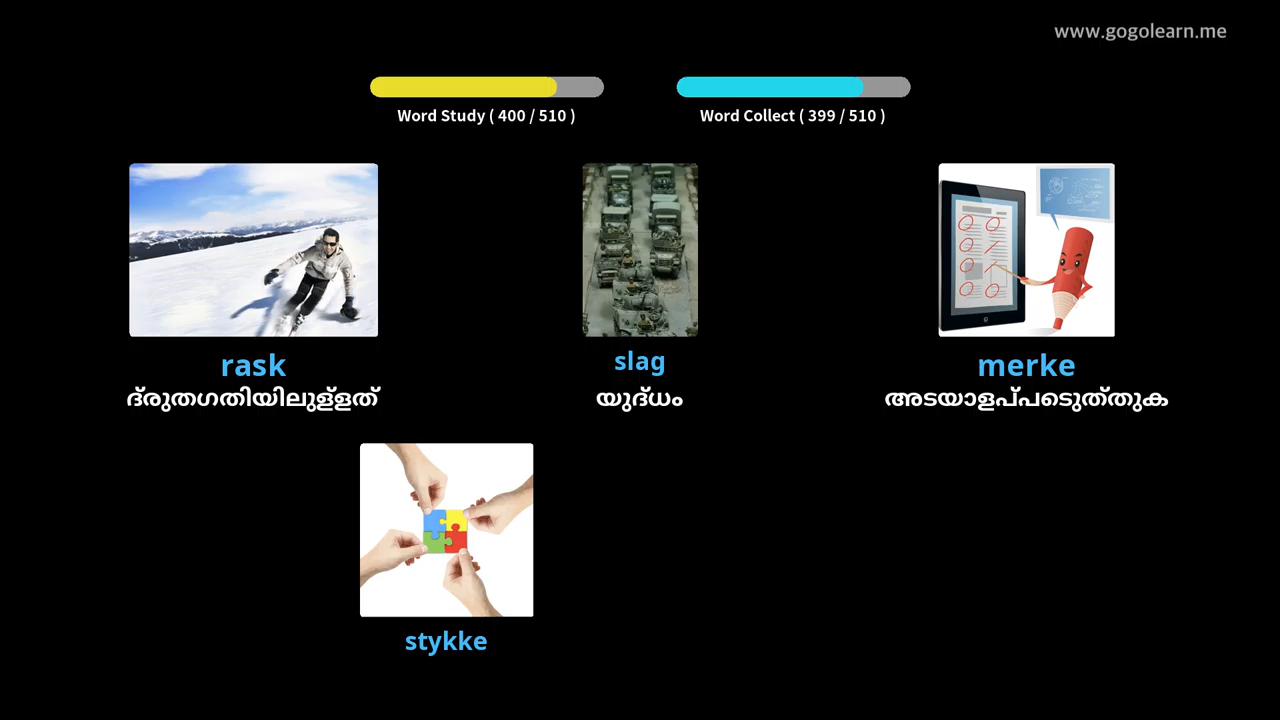 www.gogolearn.me
Word Study ( 400 / 510 )
Word Collect ( 399 / 510 )
rask
ദ്രുതഗതിയിലുള്ളത്
slag
യുദ്ധം
merke
അടയാളപ്പടെുത്തുക
stykke